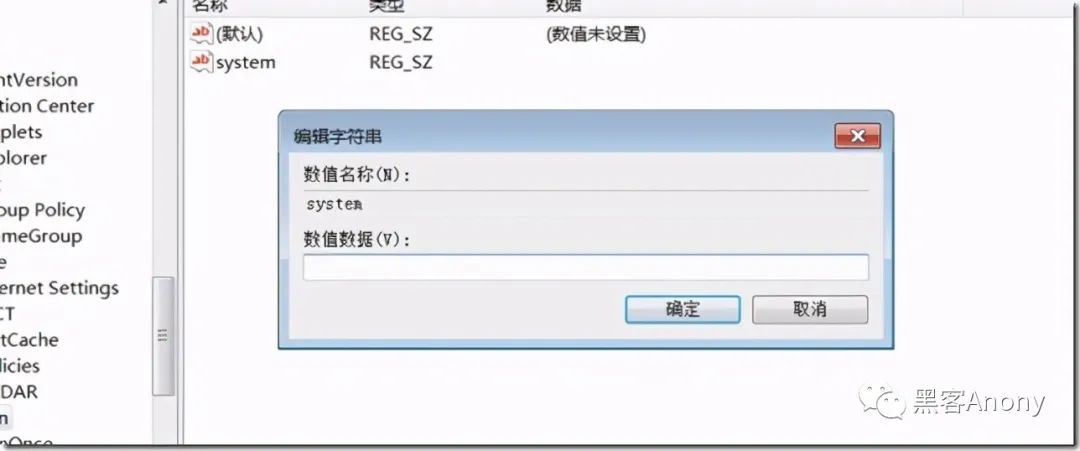 名称 类型 数据
(默认) REG_SZ (数值未设置)
system REG_SZ
ntVersion
tion Center
plets
plorer
oup Policy
meGroup
e
ernet Settings
CT
tCache
licies
DAR
n
编辑字符串
数值名称(N):
system
数值数据(V):
确定 取消
黑客Anony